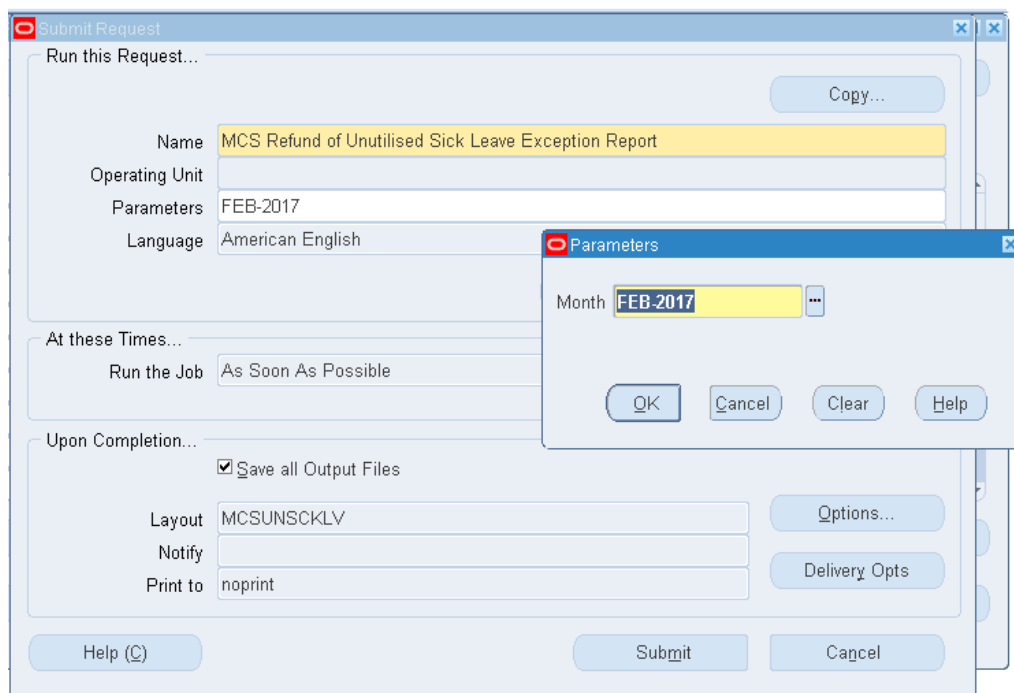 Submit Request
Run this Request...
Copy...
Name MCS Refund of Unutilised Sick Leave Exception Report
Operating Unit
Parameters FEB-2017
Language American English
Parameters
Month FEB-2017 ...
OK Cancel Clear Help
At these Times...
Run the Job As Soon As Possible
Upon Completion...
Save all Output Files
Layout MCSUNSCKLV
Options...
Notify
Print to noprint
Delivery Opts
Help (C) Submit Cancel